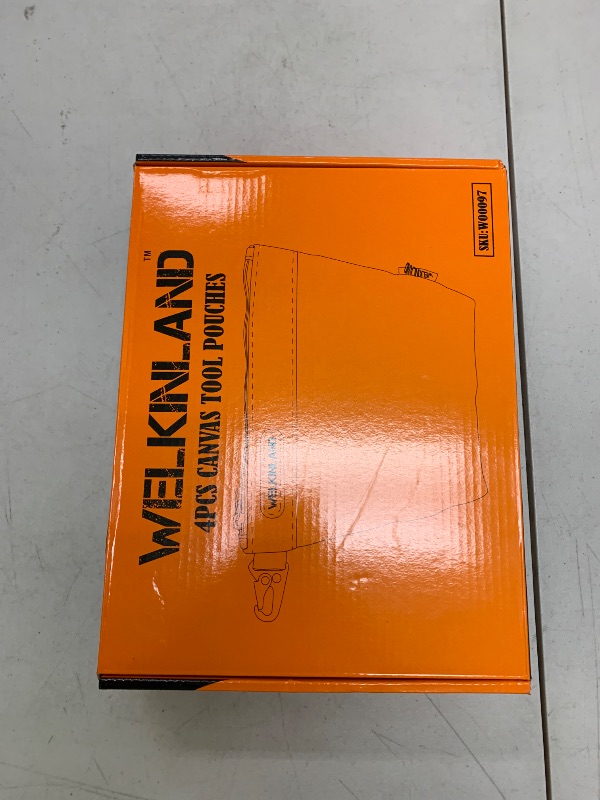 WELKINLAND™
4PCS CANVAS TOOL POUCHES
WELKINLAND
SKU:W00097